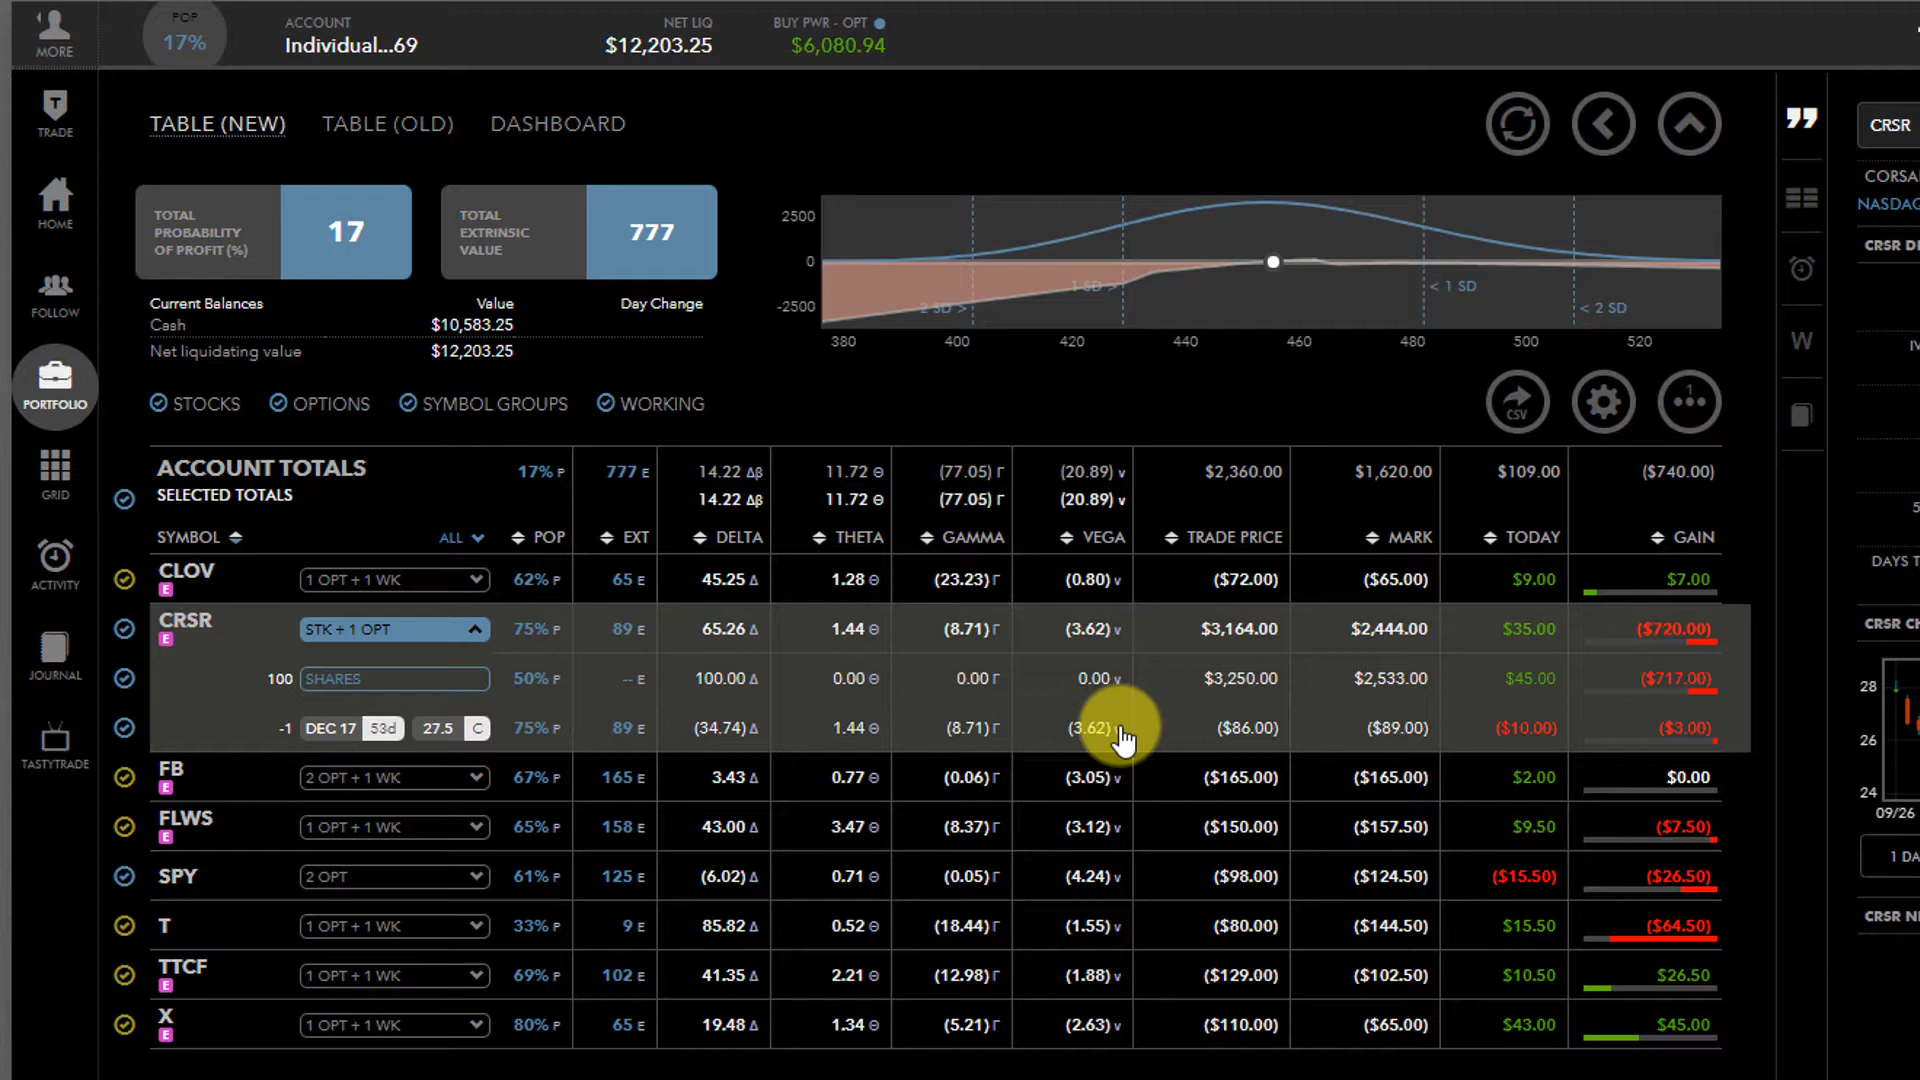 MORE
POP
17%
ACCOUNT
Individual...69
NET LIQ
$12,203.25
BUY PWR - OPT
$6,080.94
TRADE
HOME
FOLLOW
PORTFOLIO
GRID
ACTIVITY
JOURNAL
TASTYTRADE
TABLE (NEW) TABLE (OLD) DASHBOARD
TOTAL
PROBABILITY
OF PROFIT (%)
17
TOTAL
EXTRINSIC
VALUE
777
Current Balances Value Day Change
Cash $10,583.25
Net liquidating value $12,203.25
2500
0
-2500
2 SD >
1 SD >
< 1 SD
< 2 SD
380 400 420 440 460 480 500 520
STOCKS OPTIONS SYMBOL GROUPS WORKING
CSV
1
ACCOUNT TOTALS 17% P 777 E 14.22 Δβ 11.72 Θ (77.05) Γ (20.89) v $2,360.00 $1,620.00 $109.00 ($740.00)
SELECTED TOTALS 14.22 Δβ 11.72 Θ (77.05) Γ (20.89) v
SYMBOL ALL POP EXT DELTA THETA GAMMA VEGA TRADE PRICE MARK TODAY GAIN
CLOV E 1 OPT + 1 WK 62% P 65 E 45.25 Δ 1.28 Θ (23.23) Γ (0.80) v ($72.00) ($65.00) $9.00 $7.00
CRSR E STK + 1 OPT 75% P 89 E 65.26 Δ 1.44 Θ (8.71) Γ (3.62) v $3,164.00 $2,444.00 $35.00 ($720.00)
100 SHARES 50% P -- E 100.00 Δ 0.00 Θ 0.00 Γ 0.00 v $3,250.00 $2,533.00 $45.00 ($717.00)
-1 DEC 17 53d 27.5 C 75% P 89 E (34.74) Δ 1.44 Θ (8.71) Γ (3.62) v ($86.00) ($89.00) ($10.00) ($3.00)
FB E 2 OPT + 1 WK 67% P 165 E 3.43 Δ 0.77 Θ (0.06) Γ (3.05) v ($165.00) ($165.00) $2.00 $0.00
FLWS E 1 OPT + 1 WK 65% P 158 E 43.00 Δ 3.47 Θ (8.37) Γ (3.12) v ($150.00) ($157.50) $9.50 ($7.50)
SPY 2 OPT 61% P 125 E (6.02) Δ 0.71 Θ (0.05) Γ (4.24) v ($98.00) ($124.50) ($15.50) ($26.50)
T 1 OPT + 1 WK 33% P 9 E 85.82 Δ 0.52 Θ (18.44) Γ (1.55) v ($80.00) ($144.50) $15.50 ($64.50)
TTCF E 1 OPT + 1 WK 69% P 102 E 41.35 Δ 2.21 Θ (12.98) Γ (1.88) v ($129.00) ($102.50) $10.50 $26.50
X E 1 OPT + 1 WK 80% P 65 E 19.48 Δ 1.34 Θ (5.21) Γ (2.63) v ($110.00) ($65.00) $43.00 $45.00
W
CRSR
CORSA
NASDAQ
CRSR
DAYS T
CRSR
28
26
24
09/26
1 DA
CRSR